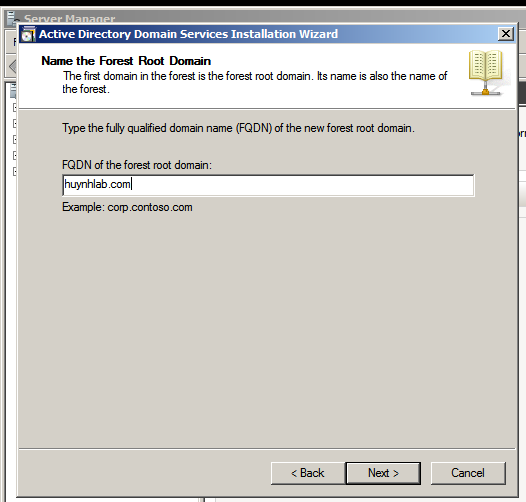 Server Manager
Active Directory Domain Services Installation Wizard
Name the Forest Root Domain
The first domain in the forest is the forest root domain. Its name is also the name of
the forest.
Type the fully qualified domain name (FQDN) of the new forest root domain.
FQDN of the forest root domain:
huynhlab.com
Example: corp.contoso.com
< Back
Next >
Cancel